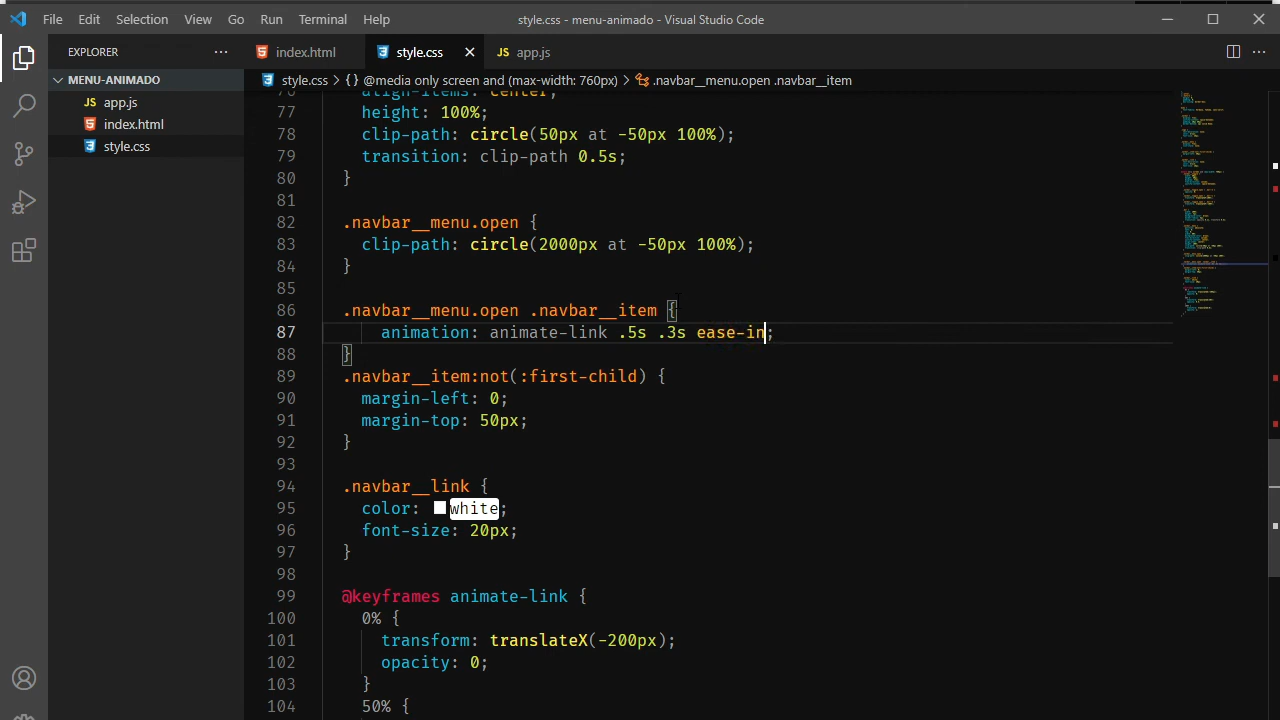 File Edit Selection View Go Run Terminal Help style.css - menu-animado - Visual Studio Code
EXPLORER
index.html style.css app.js
MENU-ANIMADO
style.css > {} @media only screen and (max-width: 760px) > .navbar__menu.open .navbar__item
app.js
index.html
style.css
76 align-items: center;
77 height: 100%;
78 clip-path: circle(50px at -50px 100%);
79 transition: clip-path 0.5s;
80 }
81
82 .navbar__menu.open {
83 clip-path: circle(2000px at -50px 100%);
84 }
85
86 .navbar__menu.open .navbar__item {
87 animation: animate-link .5s .3s ease-in;
88 }
89 .navbar__item:not(:first-child) {
90 margin-left: 0;
91 margin-top: 50px;
92 }
93
94 .navbar__link {
95 color: white;
96 font-size: 20px;
97 }
98
99 @keyframes animate-link {
100 0% {
101 transform: translateX(-200px);
102 opacity: 0;
103 }
104 50% {